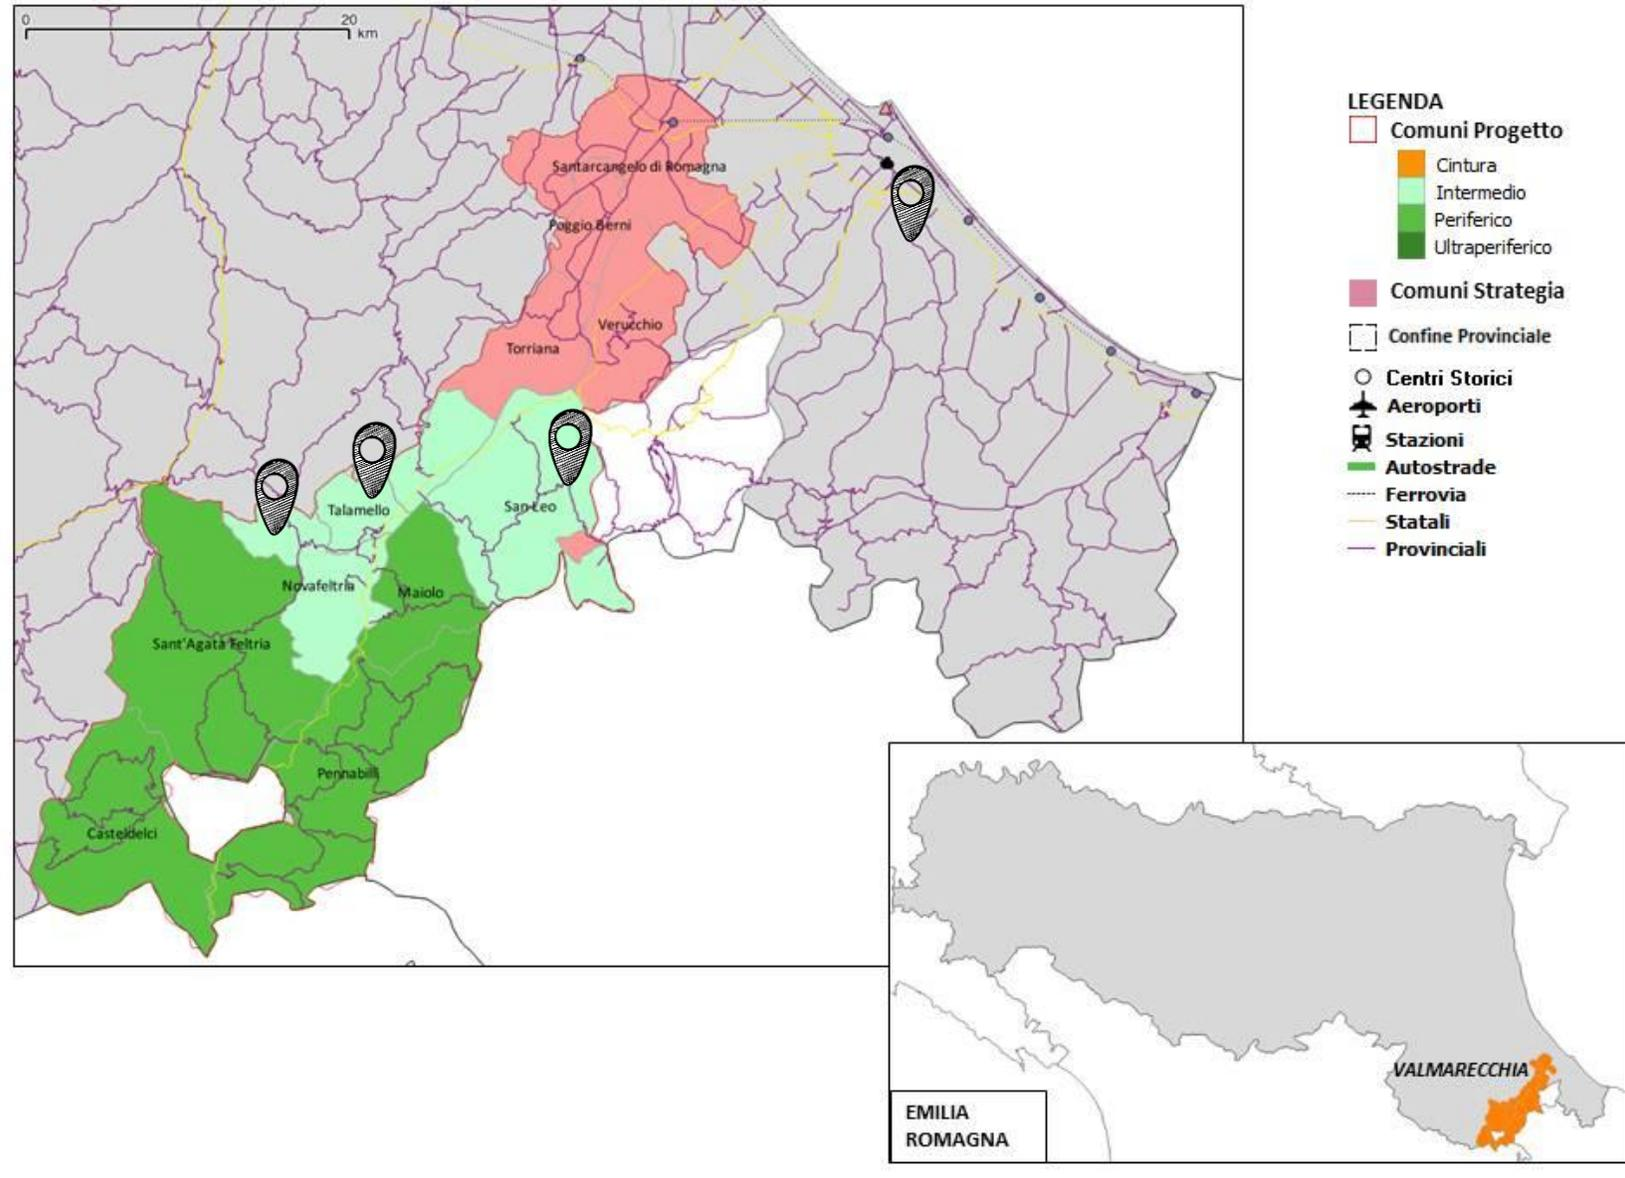 0
20
km
Santarcangelo di Romagna
Poggio Berni
Verucchio
Torriana
Talamello
San Leo
Novafeltria
Maiolo
Sant'Agata Feltria
Pennabilli
Casteldelci
LEGENDA
Comuni Progetto
Cintura
Intermedio
Periferico
Ultraperiferico
Comuni Strategia
Confine Provinciale
Centri Storici
Aeroporti
Stazioni
Autostrade
Ferrovia
Statali
Provinciali
VALMARECCHIA
EMILIA
ROMAGNA